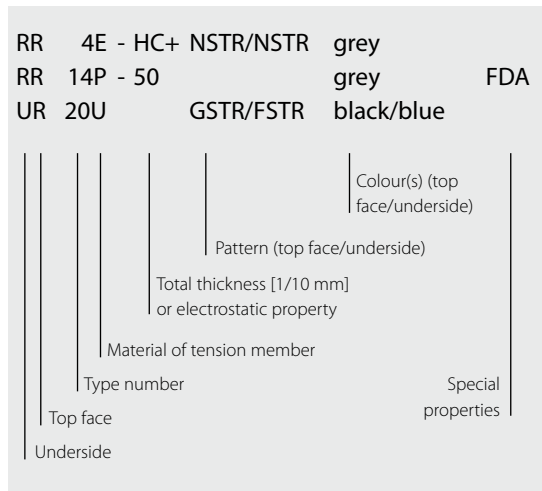 RR 4E - HC+ NSTR/NSTR grey
RR 14P - 50 grey FDA
UR 20U GSTR/FSTR black/blue
Colour(s) (top
face/underside)
Pattern (top face/underside)
Total thickness [1/10 mm]
or electrostatic property
Material of tension member
Type number
Special
properties
Top face
Underside